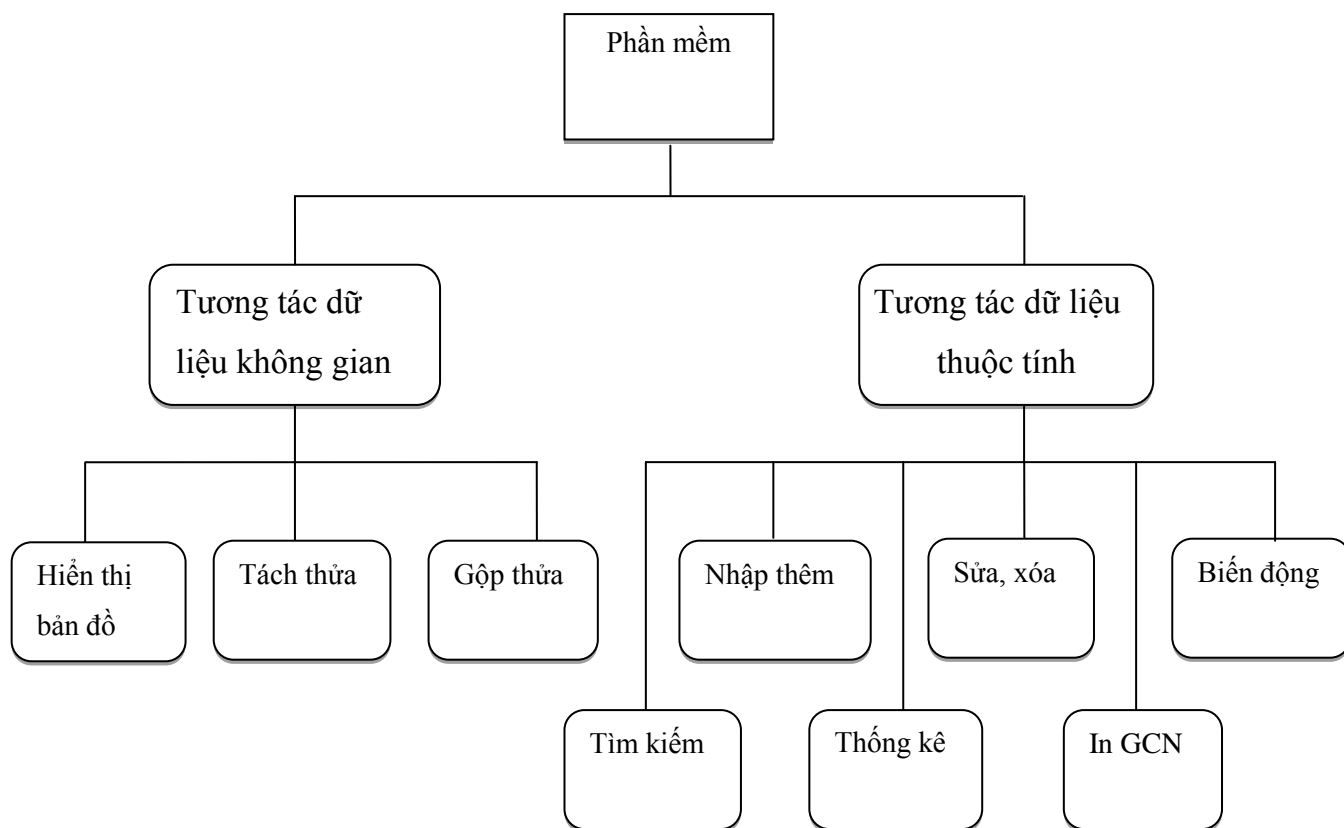 Phần mềm
Tương tác dữ
liệu không gian
Tương tác dữ liệu
thuộc tính
Hiển thị
bản đồ
Tách thửa
Gộp thửa
Nhập thêm
Sửa, xóa
Biến động
Tìm kiếm
Thống kê
In GCN